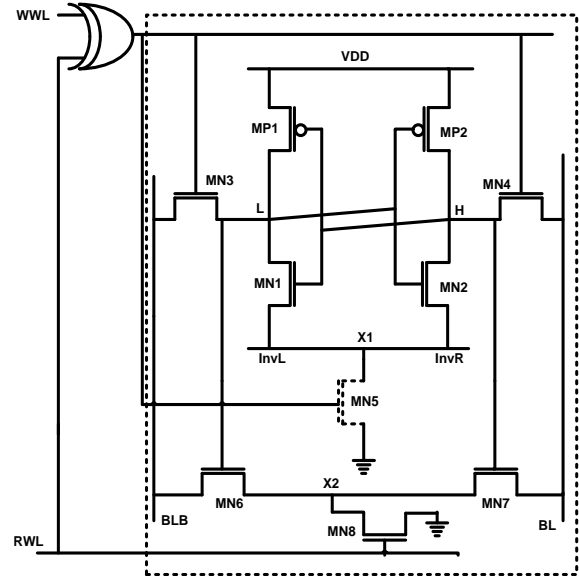 WWL
VDD
MP1
MP2
MN3
MN4
L
H
MN1
MN2
X1
InvL
InvR
MN5
X2
MN6
MN7
BLB
MN8
BL
RWL